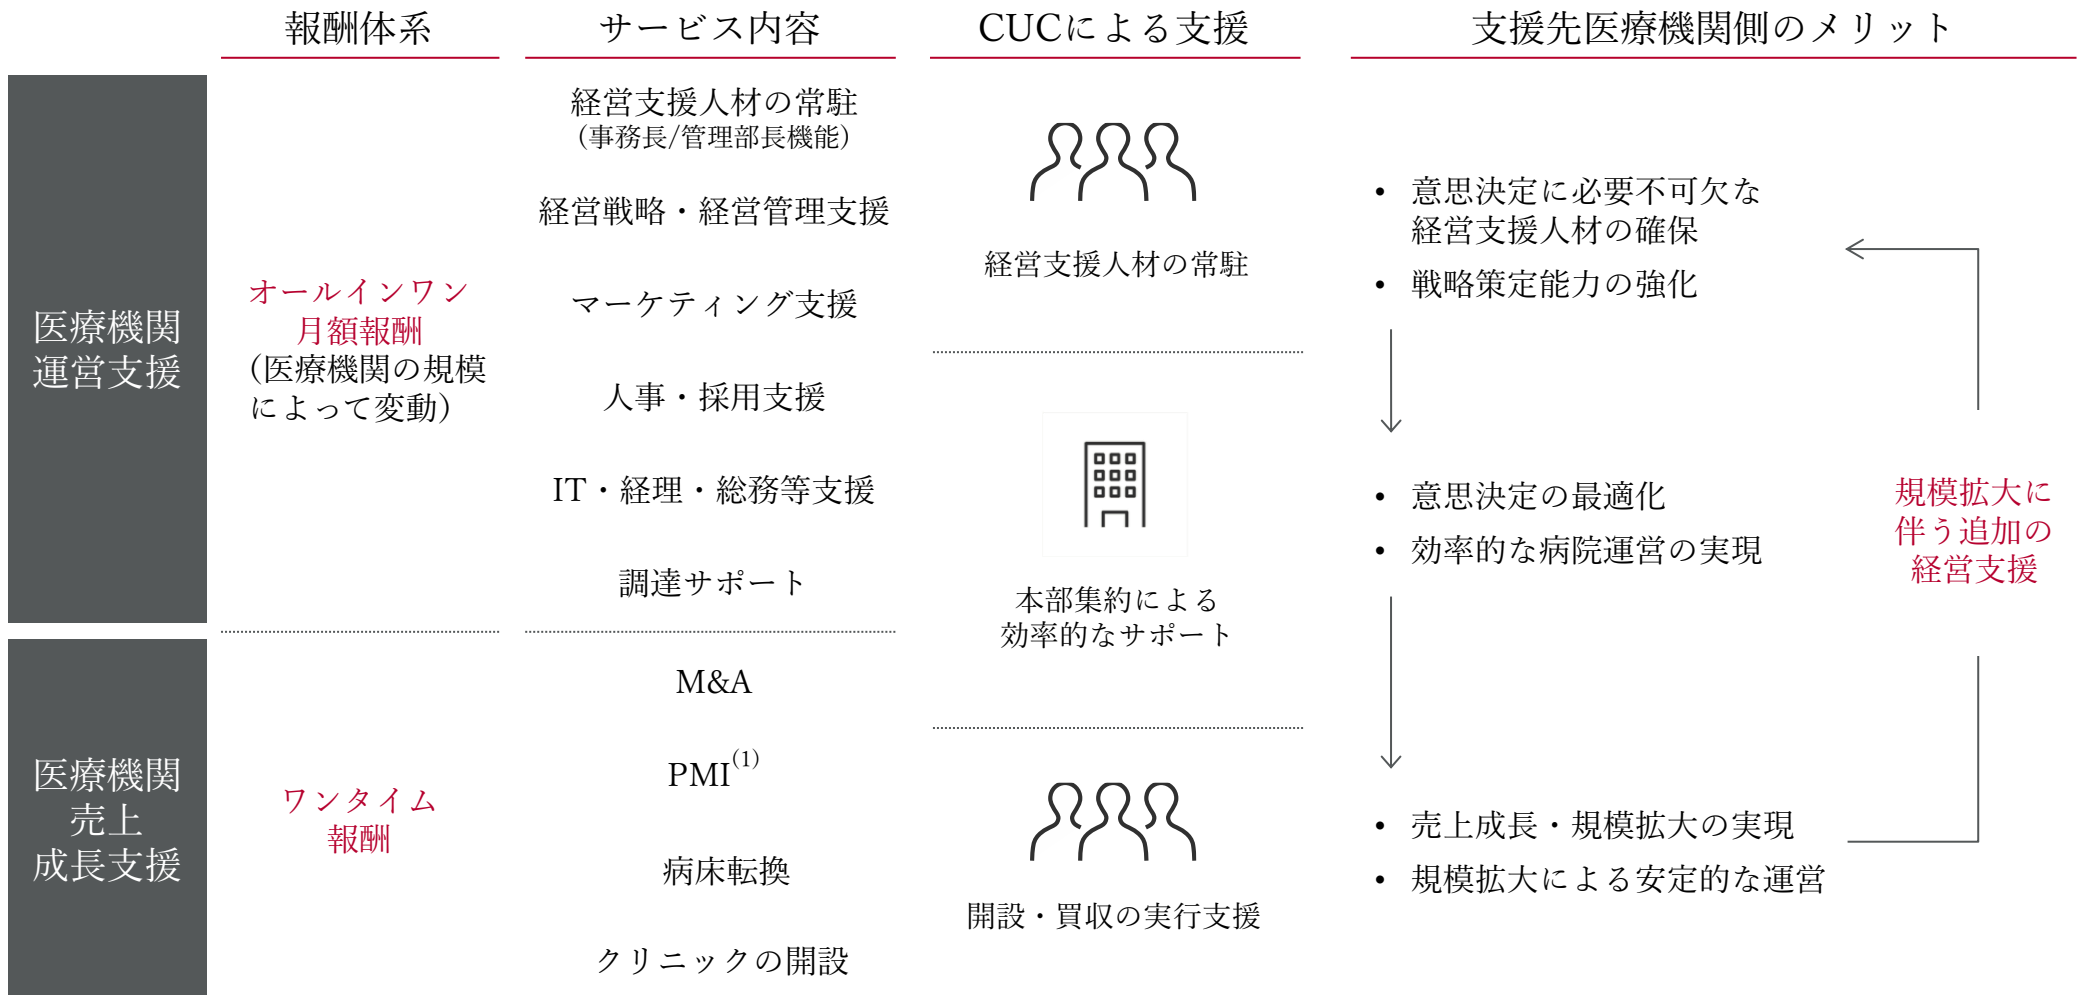 報酬体系
サービス内容
CUCによる支援
支援先医療機関側のメリット
医療機関
運営支援
オールインワン
月額報酬
(医療機関の規模
によって変動)
経営支援人材の常駐
(事務長/管理部長機能)
経営戦略・経営管理支援
マーケティング支援
人事・採用支援
IT・経理・総務等支援
調達サポート
経営支援人材の常駐
本部集約による
効率的なサポート
• 意思決定に必要不可欠な
経営支援人材の確保
• 戦略策定能力の強化
• 意思決定の最適化
• 効率的な病院運営の実現
規模拡大に
伴う追加の
経営支援
医療機関
売上
成長支援
ワンタイム
報酬
M&A
PMI(1)
病床転換
クリニックの開設
開設・買収の実行支援
• 売上成長・規模拡大の実現
• 規模拡大による安定的な運営